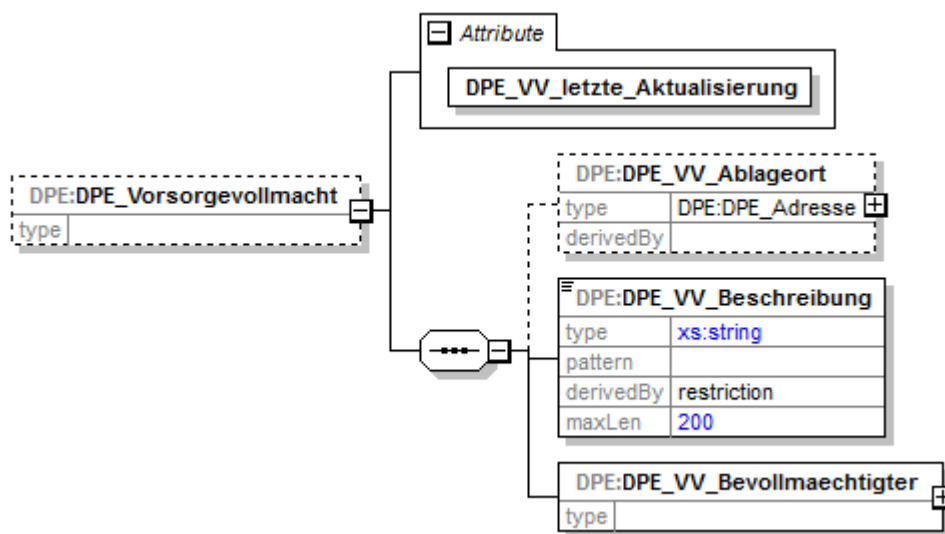 Attribute
DPE_VV_letzte_Aktualisierung
DPE:DPE_Vorsorgevollmacht
type
DPE:DPE_VV_Ablageort
type DPE:DPE_Adresse
derivedBy
DPE:DPE_VV_Beschreibung
type xs:string
pattern
derivedBy restriction
maxLen 200
DPE:DPE_VV_Bevollmaechtigter
type